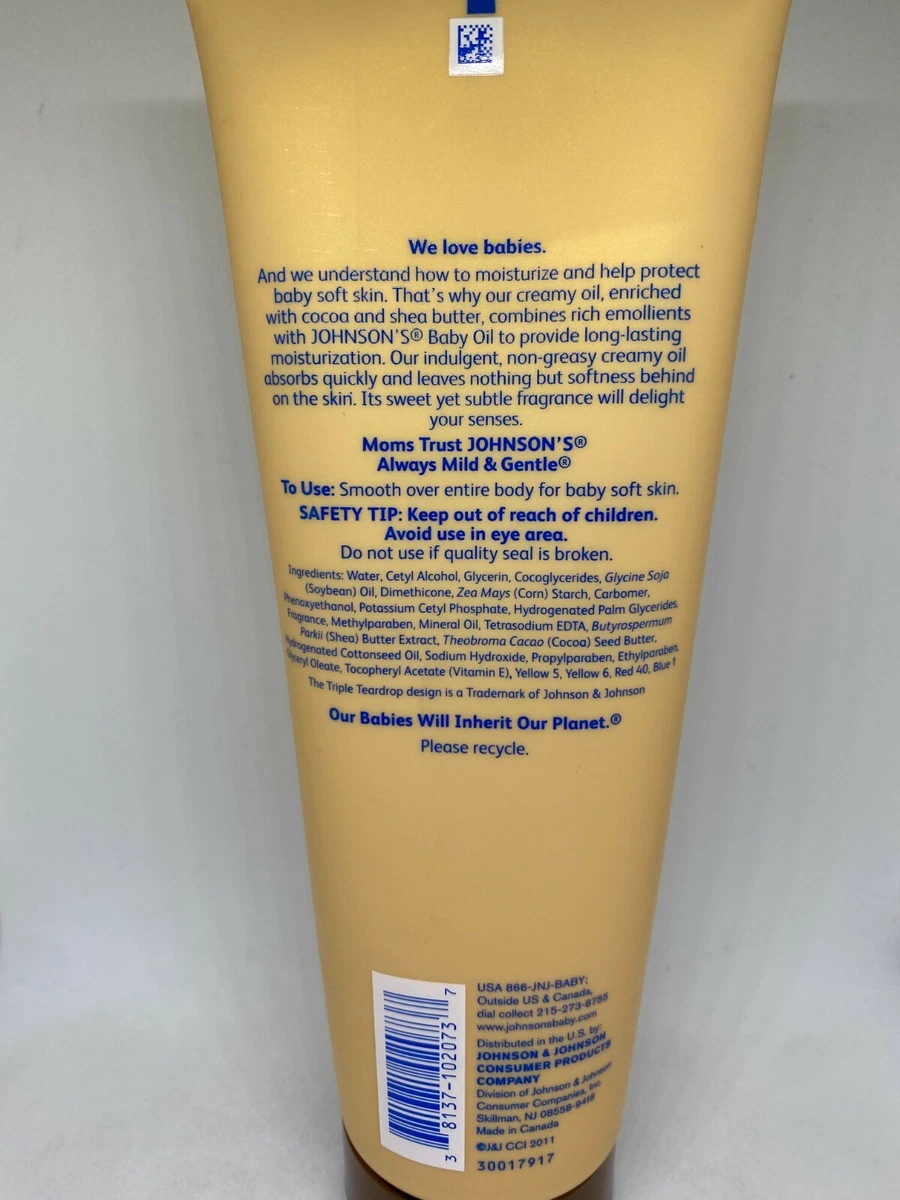 We love babies.
And we understand how to moisturize and help protect
baby soft skin. That's why our creamy oil, enriched
with cocoa and shea butter, combines rich emollients
with JOHNSON'S® Baby Oil to provide long-lasting
moisturization. Our indulgent, non-greasy creamy oil
absorbs quickly and leaves nothing but softness behind
on the skin. Its sweet yet subtle fragrance will delight
your senses.
Moms Trust JOHNSON'S®
Always Mild & Gentle®
To Use: Smooth over entire body for baby soft skin.
SAFETY TIP: Keep out of reach of children.
Avoid use in eye area.
Do not use if quality seal is broken.
Ingredients: Water, Cetyl Alcohol, Glycerin, Cocoglycerides, Glycine Soja
(Soybean) Oil, Dimethicone, Zea Mays (Corn) Starch, Carbomer,
Phenoxyethanol, Potassium Cetyl Phosphate, Hydrogenated Palm Glycerides,
Fragrance, Methylparaben, Mineral Oil, Tetrasodium EDTA, Butyrospermum
Parkii (Shea) Butter Extract, Theobroma Cacao (Cocoa) Seed Butter,
Hydrogenated Cottonseed Oil, Sodium Hydroxide, Propylparaben, Ethylparaben,
Glyceryl Oleate, Tocopheryl Acetate (Vitamin E), Yellow 5, Yellow 6, Red 40, Blue 1
The Triple Teardrop design is a Trademark of Johnson & Johnson
Our Babies Will Inherit Our Planet.®
Please recycle.
3 8137-102073 7
USA 866-JNJ-BABY;
Outside US & Canada,
dial collect 215-273-8755
www.johnsonsbaby.com
Distributed in the U.S. by:
JOHNSON & JOHNSON
CONSUMER PRODUCTS
COMPANY
Division of Johnson & Johnson
Consumer Companies, Inc.
Skillman, NJ 08558-9418
Made in Canada
©J&J CCI 2011
30017917